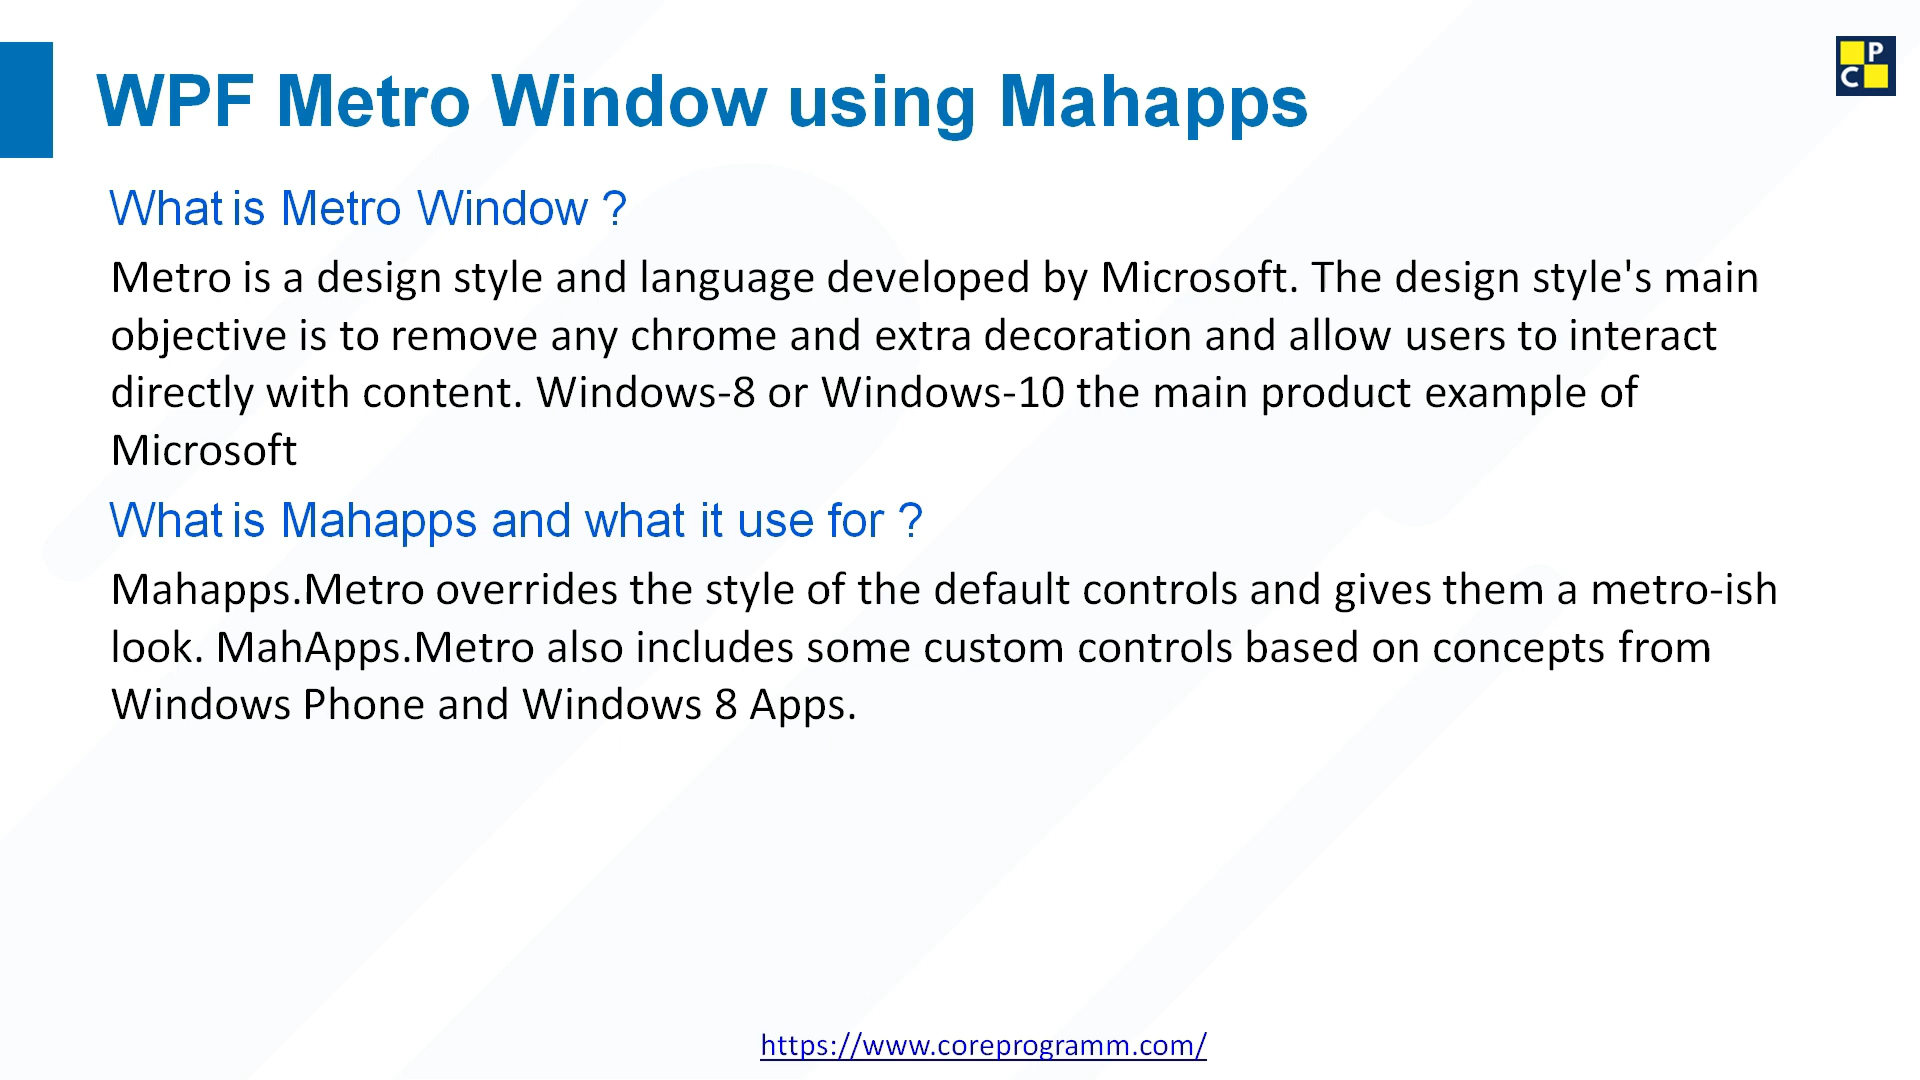 WPF Metro Window using Mahapps
P
C
What is Metro Window ?
Metro is a design style and language developed by Microsoft. The design style's main
objective is to remove any chrome and extra decoration and allow users to interact
directly with content. Windows-8 or Windows-10 the main product example of
Microsoft
What is Mahapps and what it use for ?
Mahapps.Metro overrides the style of the default controls and gives them a metro-ish
look. MahApps.Metro also includes some custom controls based on concepts from
Windows Phone and Windows 8 Apps.
https://www.coreprogramm.com/